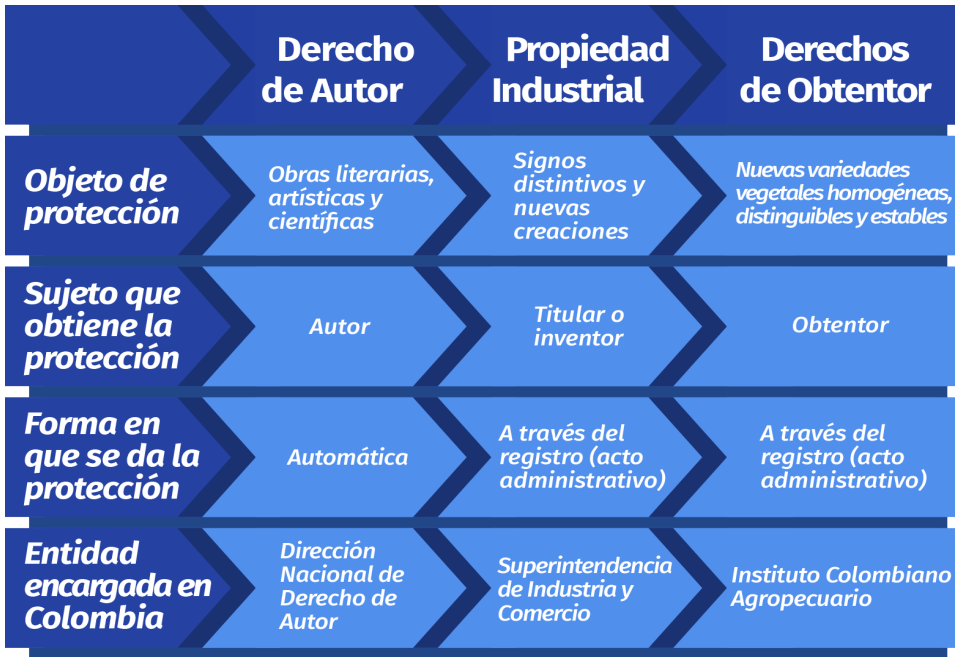 Derecho
de Autor
Propiedad
Industrial
Derechos
de Obtentor
Objeto de
protección
Obras literarias,
artísticas y
científicas
Signos
distintivos y
nuevas
creaciones
Nuevas variedades
vegetales homogéneas,
distinguibles y estables
Sujeto que
obtiene la
protección
Autor
Titular o
inventor
Obtentor
Forma en
que se da la
protección
Automática
A través del
registro (acto
administrativo)
A través del
registro (acto
administrativo)
Entidad
encargada en
Colombia
Dirección
Nacional de
Derecho de
Autor
Superintendencia
de Industria y
Comercio
Instituto Colombiano
Agropecuario